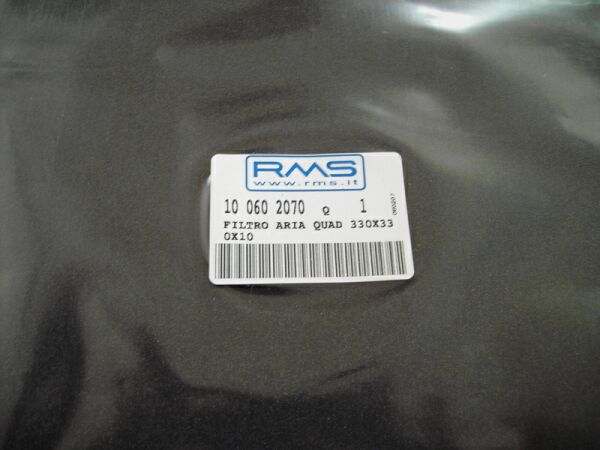 RMS
www.rms.it
10 060 2070 Q 1
FILTRO ARIA QUAD 330X33
0X10